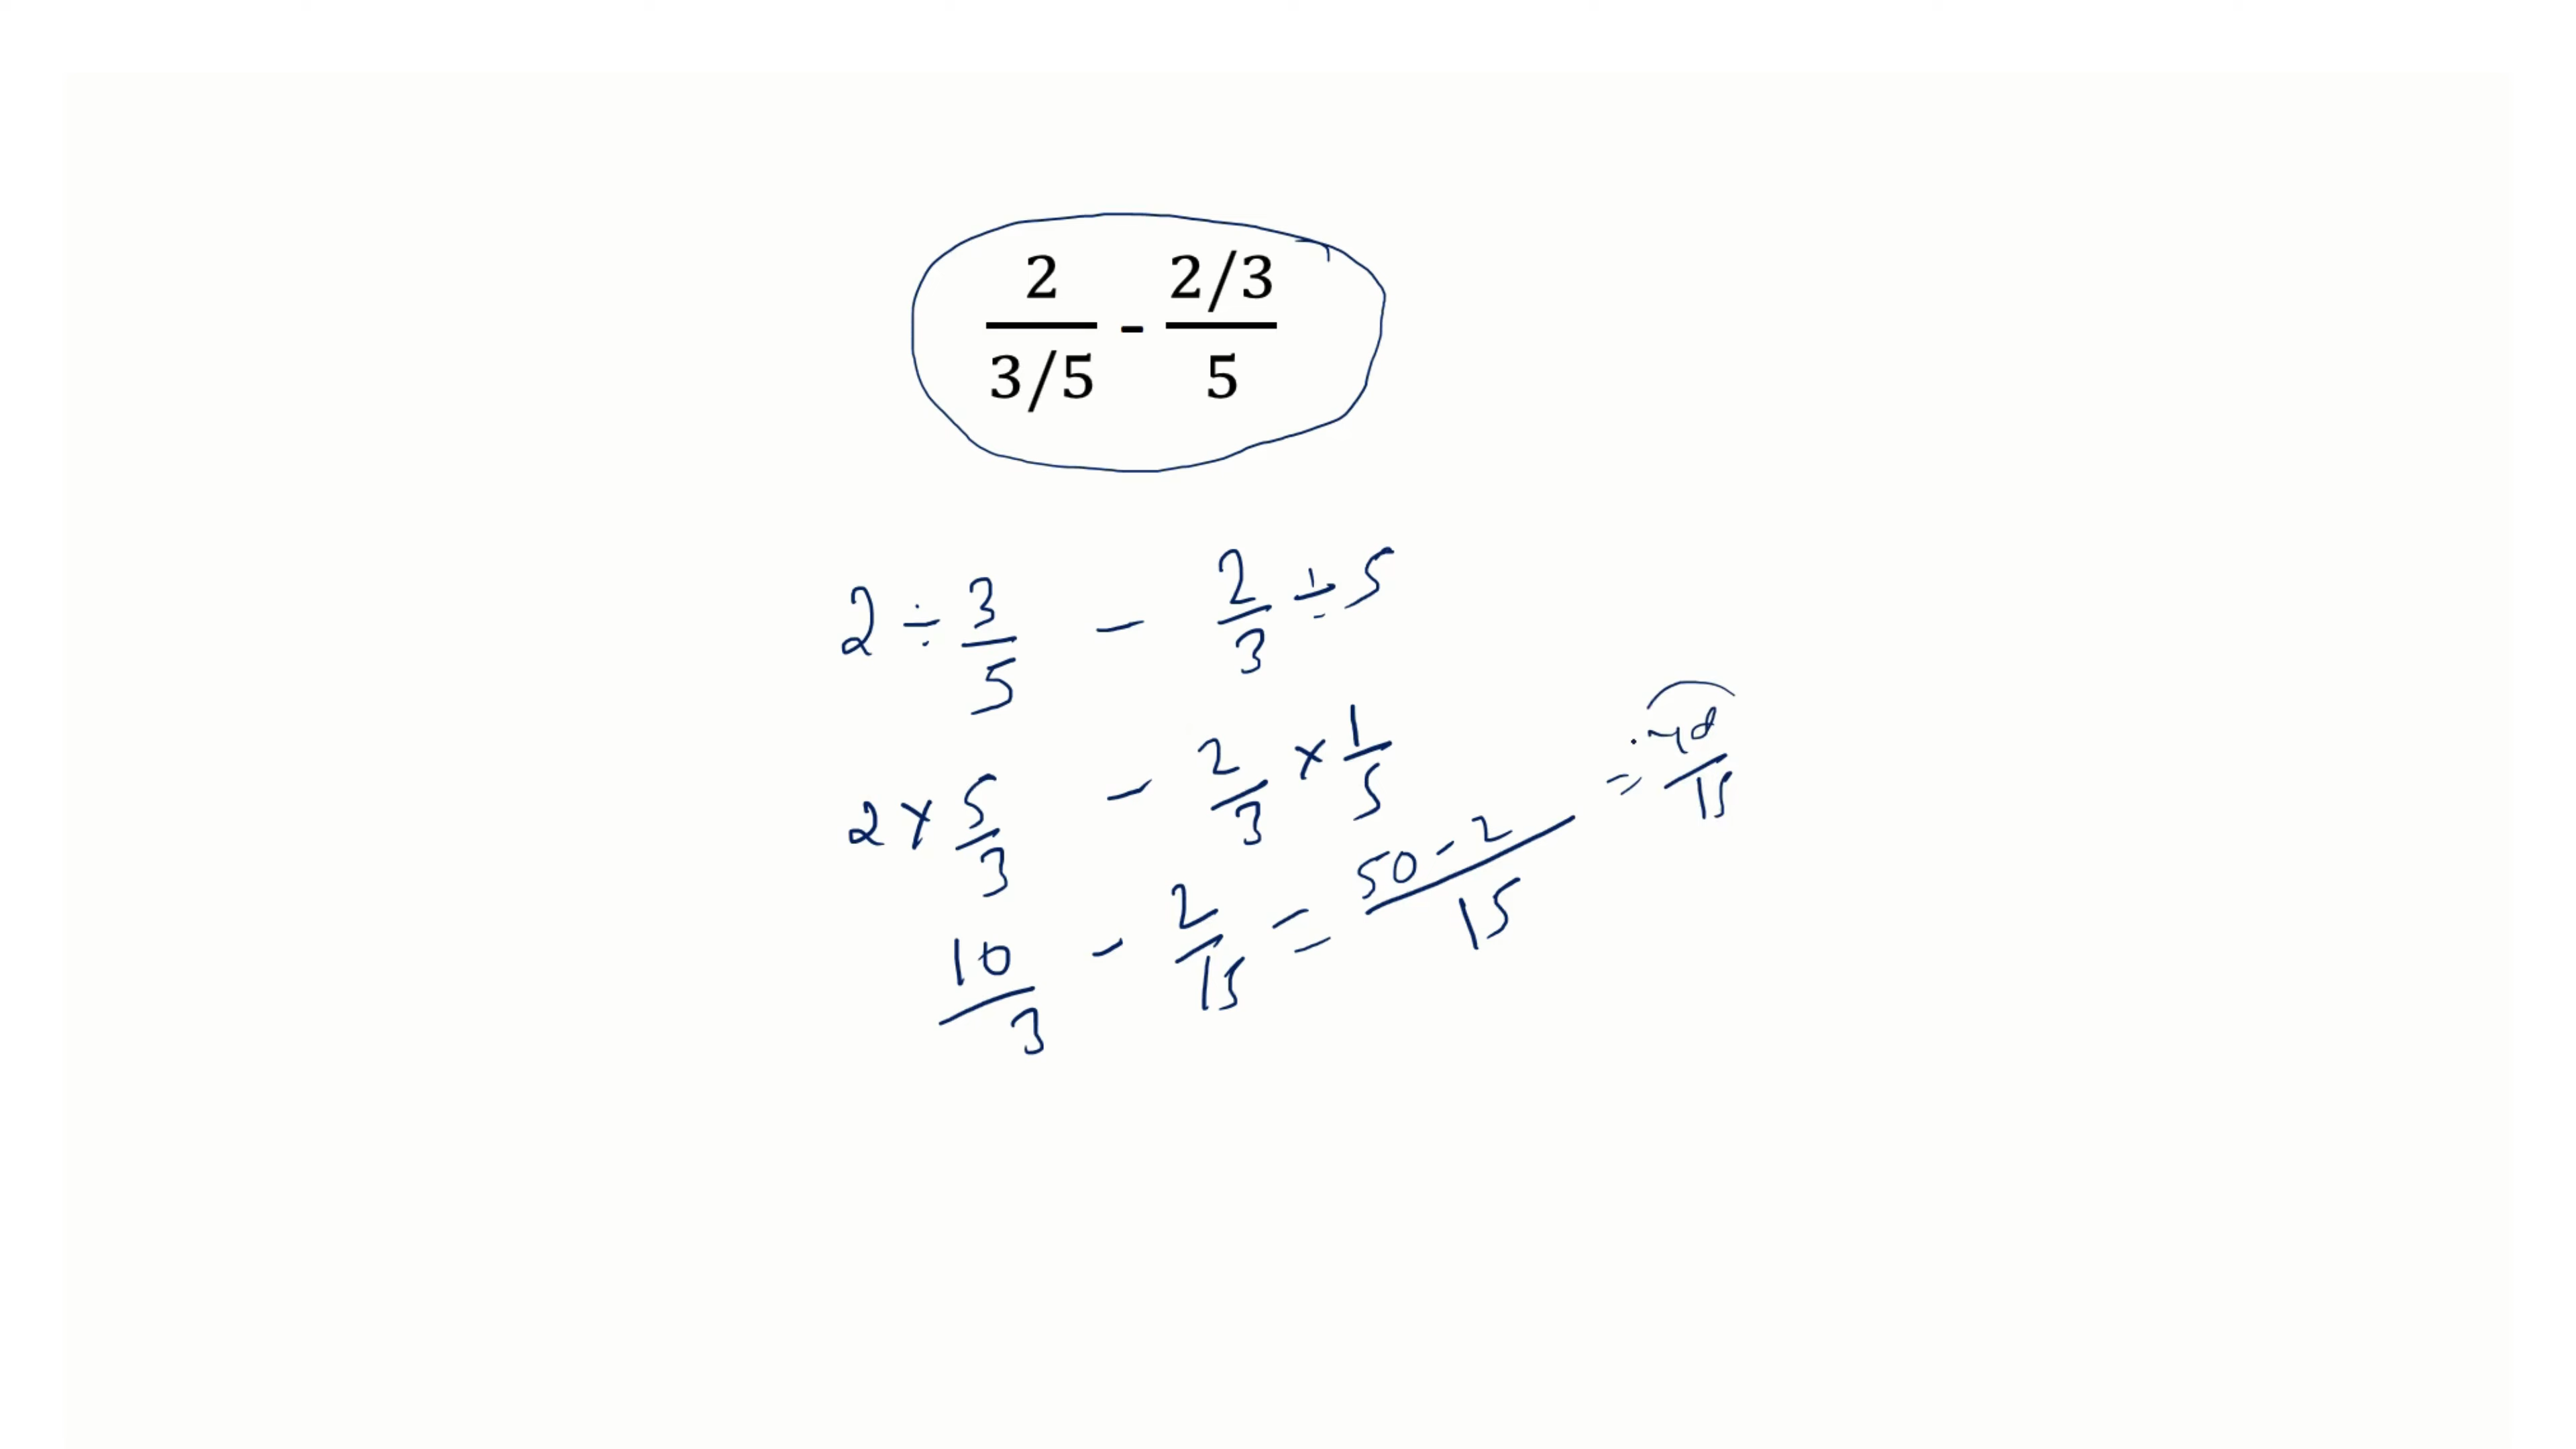 2 / (3/5) - (2/3) / 5
2 ÷ 3/5 − 2/3 ÷ 5
2 × 5/3 − 2/3 × 1/5
10/3 − 2/15 = (50 − 2)/15 = 48/15